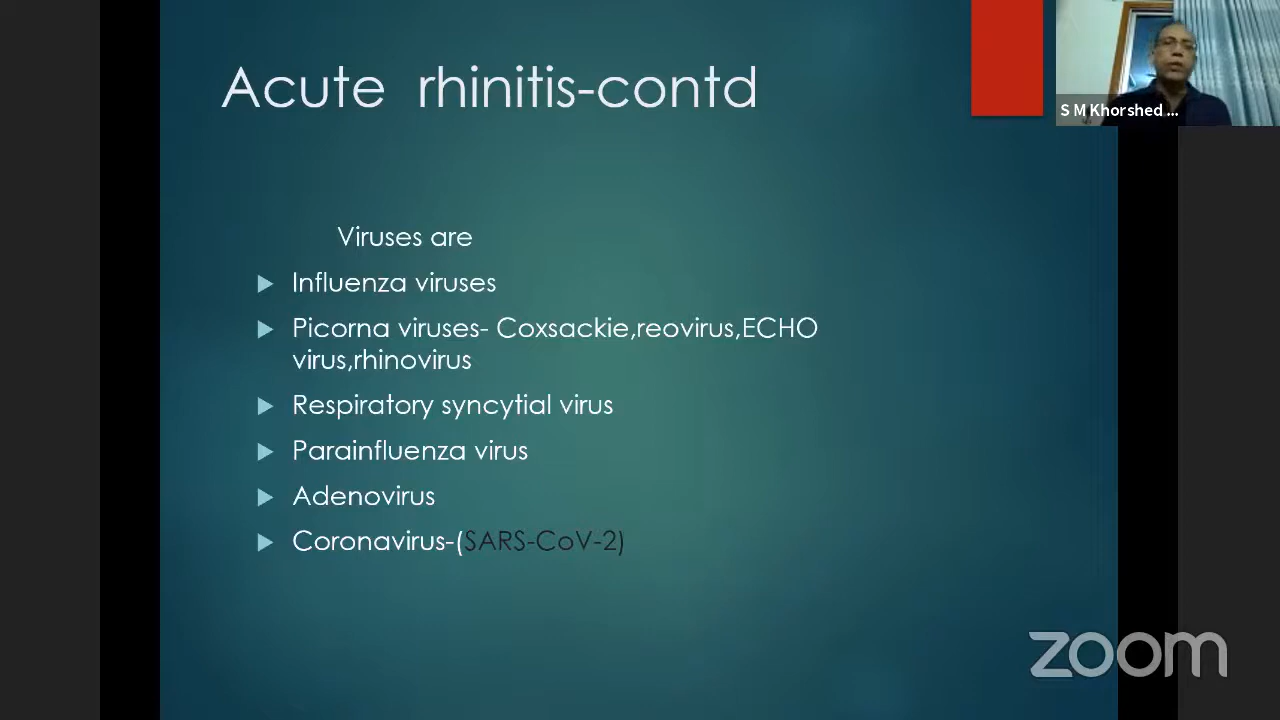 Acute rhinitis-contd
S M Khorshed ...
Viruses are
Influenza viruses
Picorna viruses- Coxsackie,reovirus,ECHO
virus,rhinovirus
Respiratory syncytial virus
Parainfluenza virus
Adenovirus
Coronavirus-(SARS-CoV-2)
zoom